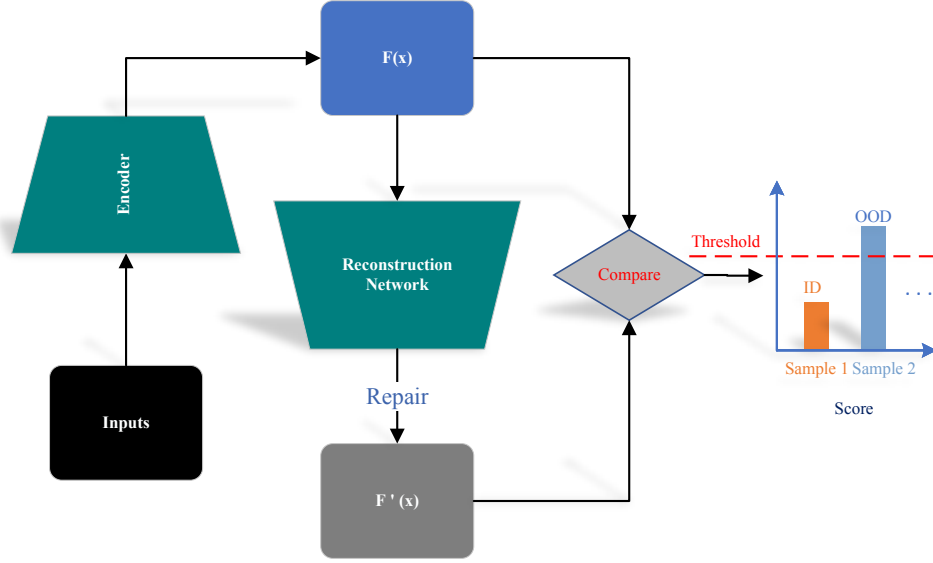 F(x)
Encoder
Reconstruction
Network
Inputs
Repair
F ' (x)
Compare
Threshold
OOD
ID
. . .
Sample 1 Sample 2
Score